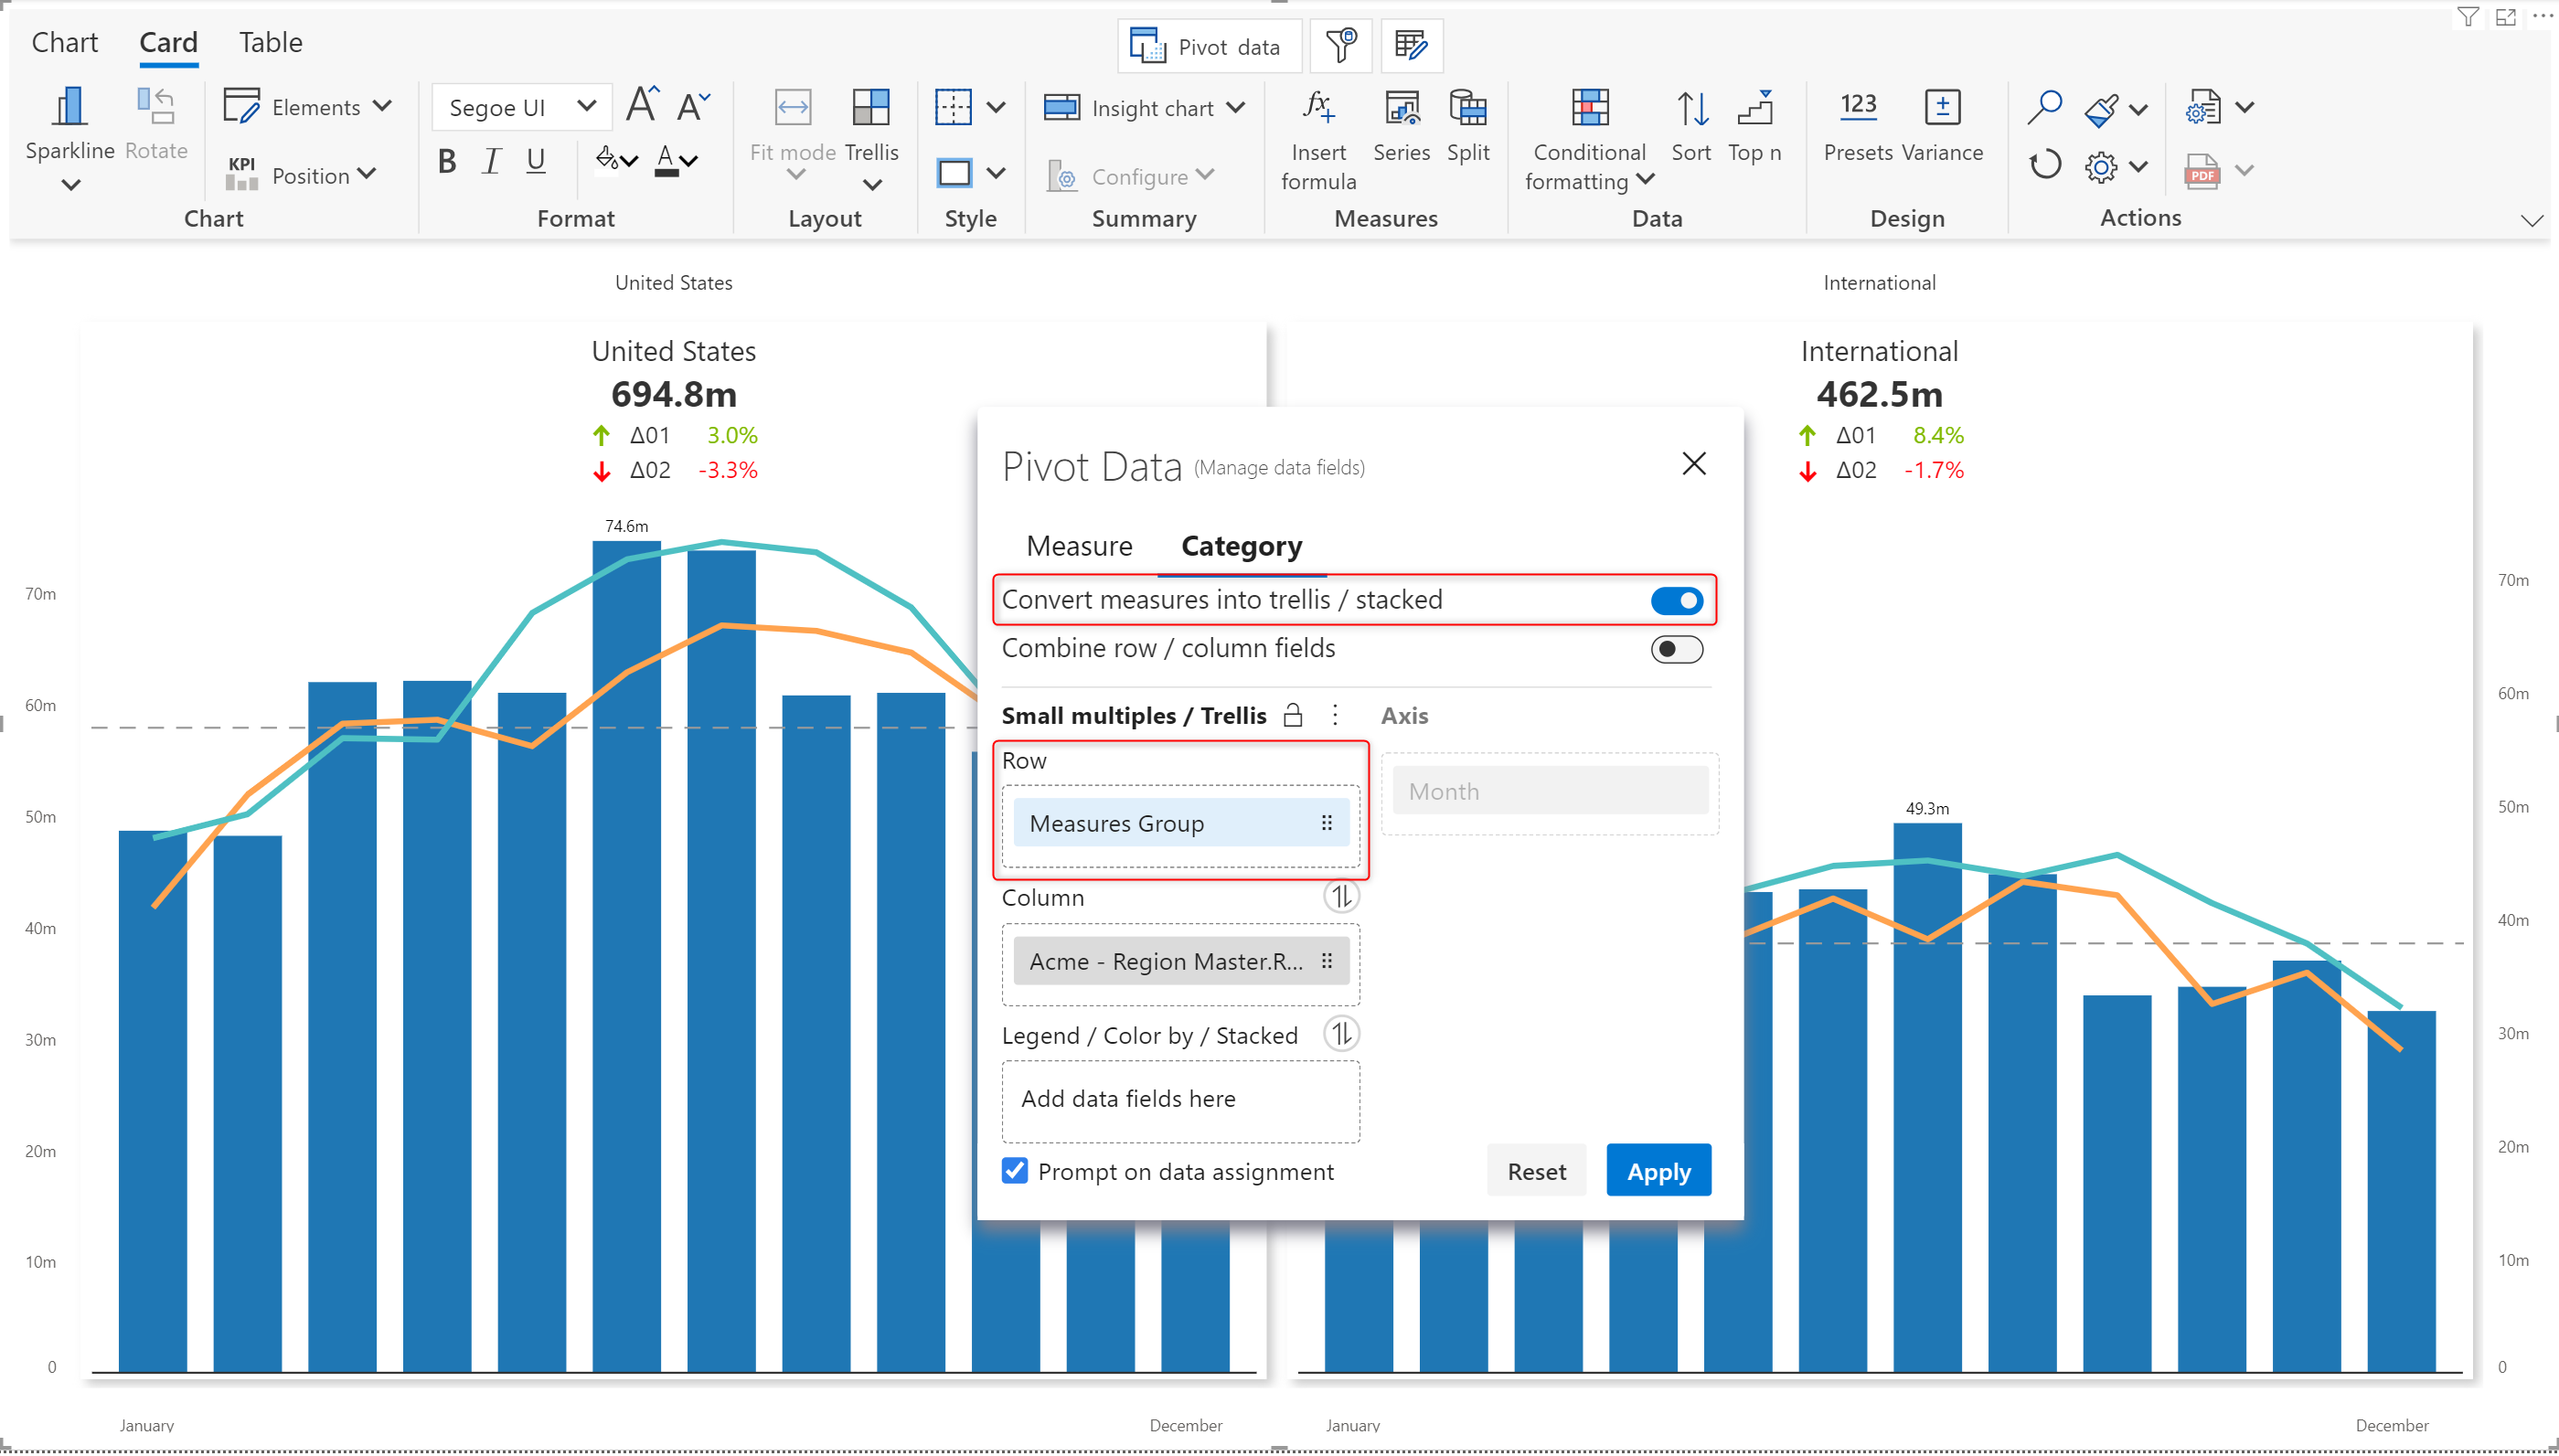 Chart Card Table
Pivot data
Sparkline Rotate
Elements
KPI Position
Chart
Segoe UI
B I U
Format
Fit mode Trellis
Layout
Style
Insight chart
Configure
Summary
Insert formula
Series
Split
Measures
Conditional formatting
Sort
Top n
Data
123
Presets
Variance
Design
PDF
Actions
United States
International
United States
694.8m
Δ01 3.0%
Δ02 -3.3%
74.6m
70m
60m
50m
40m
30m
20m
10m
0
January
December
International
462.5m
Δ01 8.4%
Δ02 -1.7%
49.3m
70m
60m
50m
40m
30m
20m
10m
0
January
December
Pivot Data (Manage data fields)
Measure Category
Convert measures into trellis / stacked
Combine row / column fields
Small multiples / Trellis
Axis
Row
Measures Group
Month
Column
Acme - Region Master.R...
Legend / Color by / Stacked
Add data fields here
Prompt on data assignment
Reset
Apply